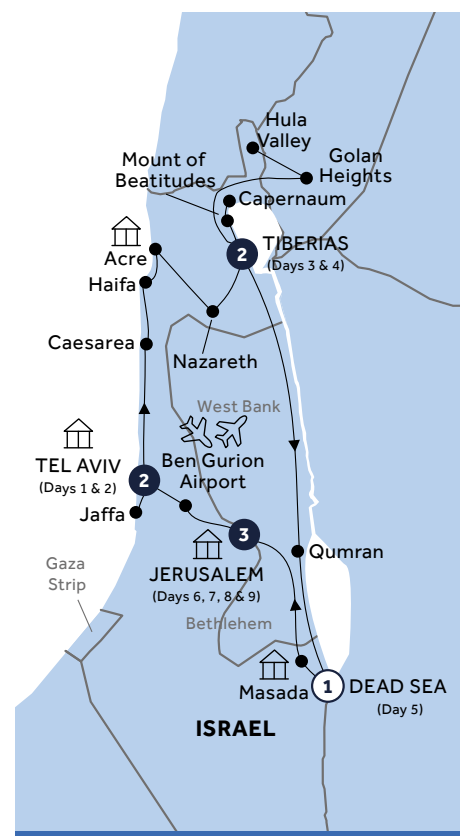 Hula
Valley
Mount of
Beatitudes
Golan
Heights
Capernaum
Acre
2
TIBERIAS
(Days 3 & 4)
Haifa
Caesarea
Nazareth
West Bank
TEL AVIV
(Days 1 & 2)
2
Ben Gurion
Airport
Jaffa
3
Qumran
Gaza
Strip
JERUSALEM
(Days 6, 7, 8 & 9)
Bethlehem
Masada
1
DEAD SEA
(Day 5)
ISRAEL